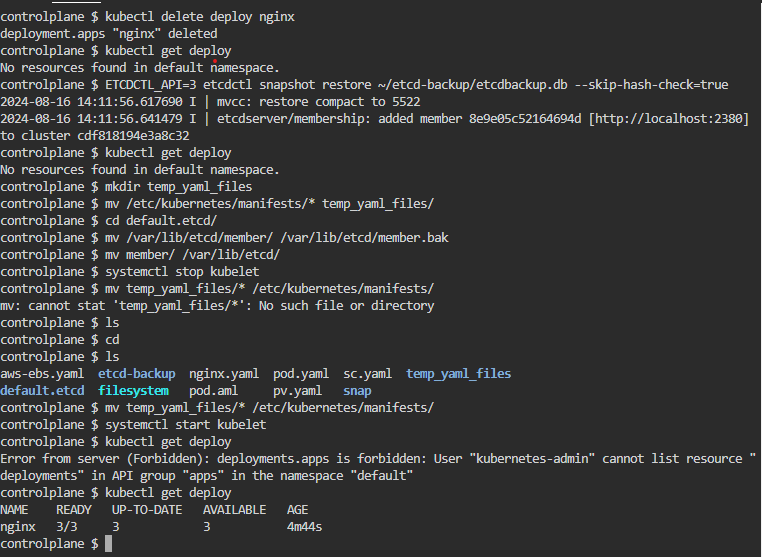 controlplane $ kubectl delete deploy nginx
deployment.apps "nginx" deleted
controlplane $ kubectl get deploy
No resources found in default namespace.
controlplane $ ETCDCTL_API=3 etcdctl snapshot restore ~/etcd-backup/etcdbackup.db --skip-hash-check=true
2024-08-16 14:11:56.617690 I | mvcc: restore compact to 5522
2024-08-16 14:11:56.641479 I | etcdserver/membership: added member 8e9e05c52164694d [http://localhost:2380]
to cluster cdf818194e3a8c32
controlplane $ kubectl get deploy
No resources found in default namespace.
controlplane $ mkdir temp_yaml_files
controlplane $ mv /etc/kubernetes/manifests/* temp_yaml_files/
controlplane $ cd default.etcd/
controlplane $ mv /var/lib/etcd/member/ /var/lib/etcd/member.bak
controlplane $ mv member/ /var/lib/etcd/
controlplane $ systemctl stop kubelet
controlplane $ mv temp_yaml_files/* /etc/kubernetes/manifests/
mv: cannot stat 'temp_yaml_files/*': No such file or directory
controlplane $ ls
controlplane $ cd
controlplane $ ls
aws-ebs.yaml etcd-backup nginx.yaml pod.yaml sc.yaml temp_yaml_files
default.etcd filesystem pod.aml pv.yaml snap
controlplane $ mv temp_yaml_files/* /etc/kubernetes/manifests/
controlplane $ systemctl start kubelet
controlplane $ kubectl get deploy
Error from server (Forbidden): deployments.apps is forbidden: User "kubernetes-admin" cannot list resource "
deployments" in API group "apps" in the namespace "default"
controlplane $ kubectl get deploy
NAME READY UP-TO-DATE AVAILABLE AGE
nginx 3/3 3 3 4m44s
controlplane $